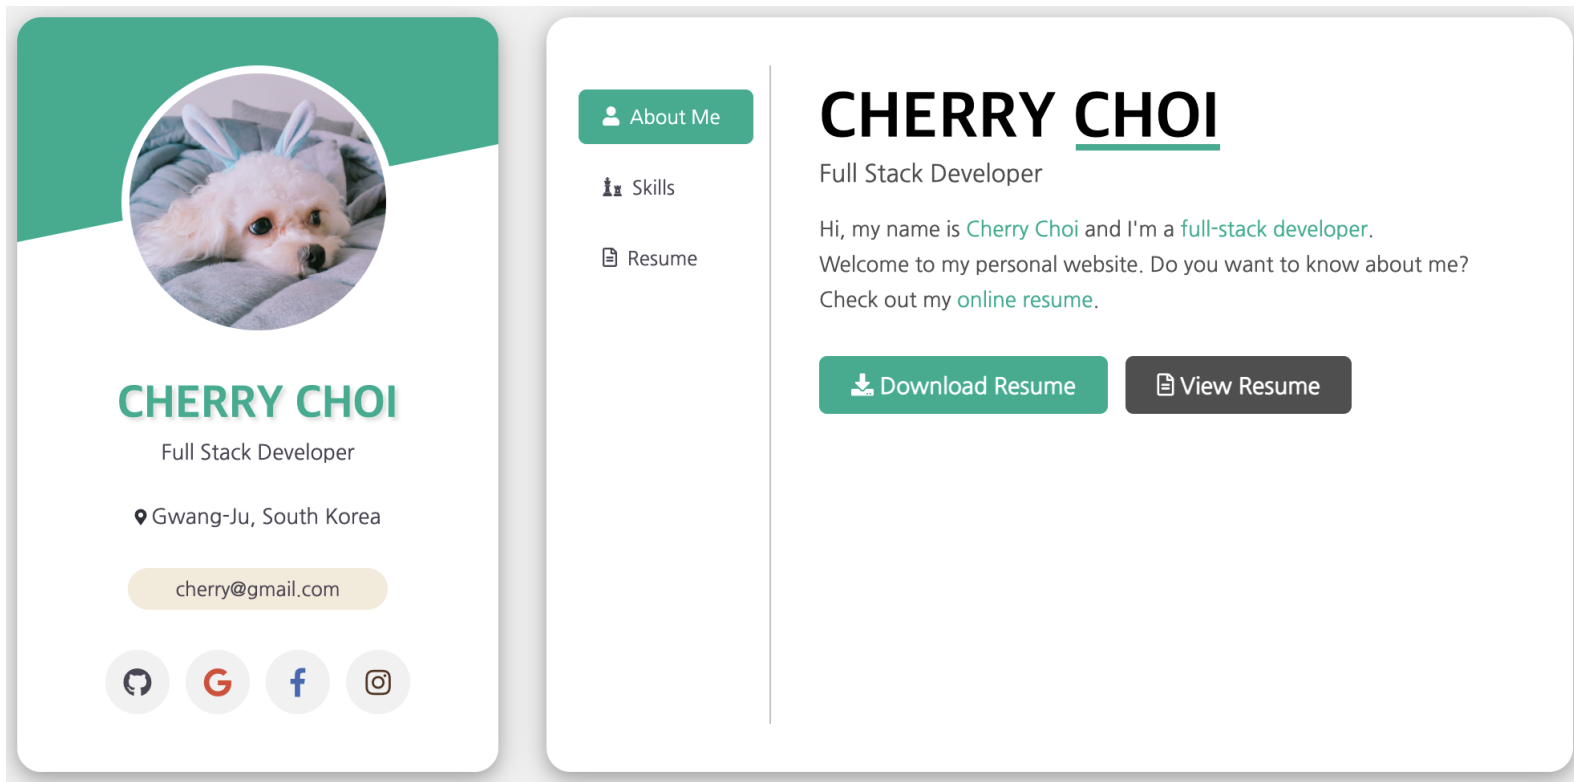 CHERRY CHOI
Full Stack Developer
Gwang-Ju, South Korea
cherry@gmail.com
About Me
Skills
Resume
CHERRY CHOI
Full Stack Developer
Hi, my name is Cherry Choi and I'm a full-stack developer.
Welcome to my personal website. Do you want to know about me?
Check out my online resume.
Download Resume
View Resume